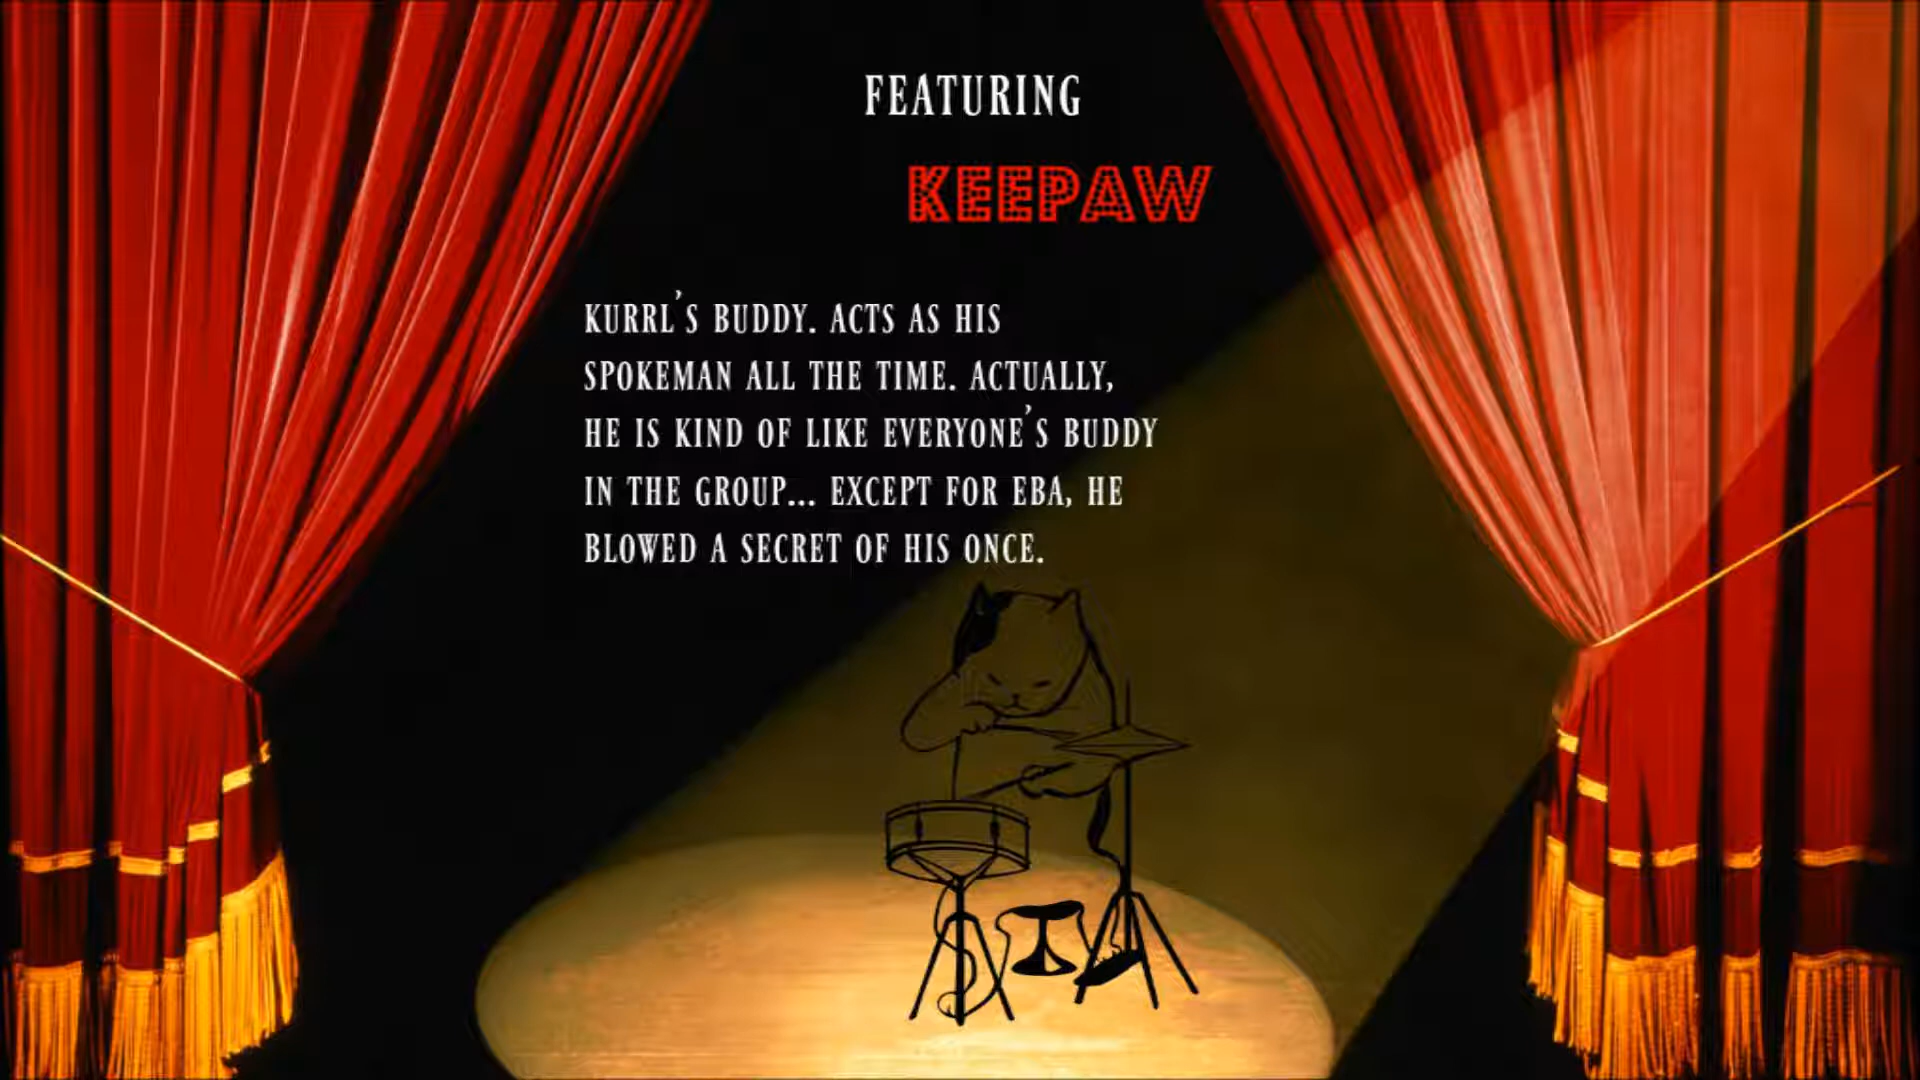 FEATURING
KEEPAW
KURRL'S BUDDY. ACTS AS HIS
SPOKEMAN ALL THE TIME. ACTUALLY,
HE IS KIND OF LIKE EVERYONE'S BUDDY
IN THE GROUP... EXCEPT FOR EBA, HE
BLOWED A SECRET OF HIS ONCE.